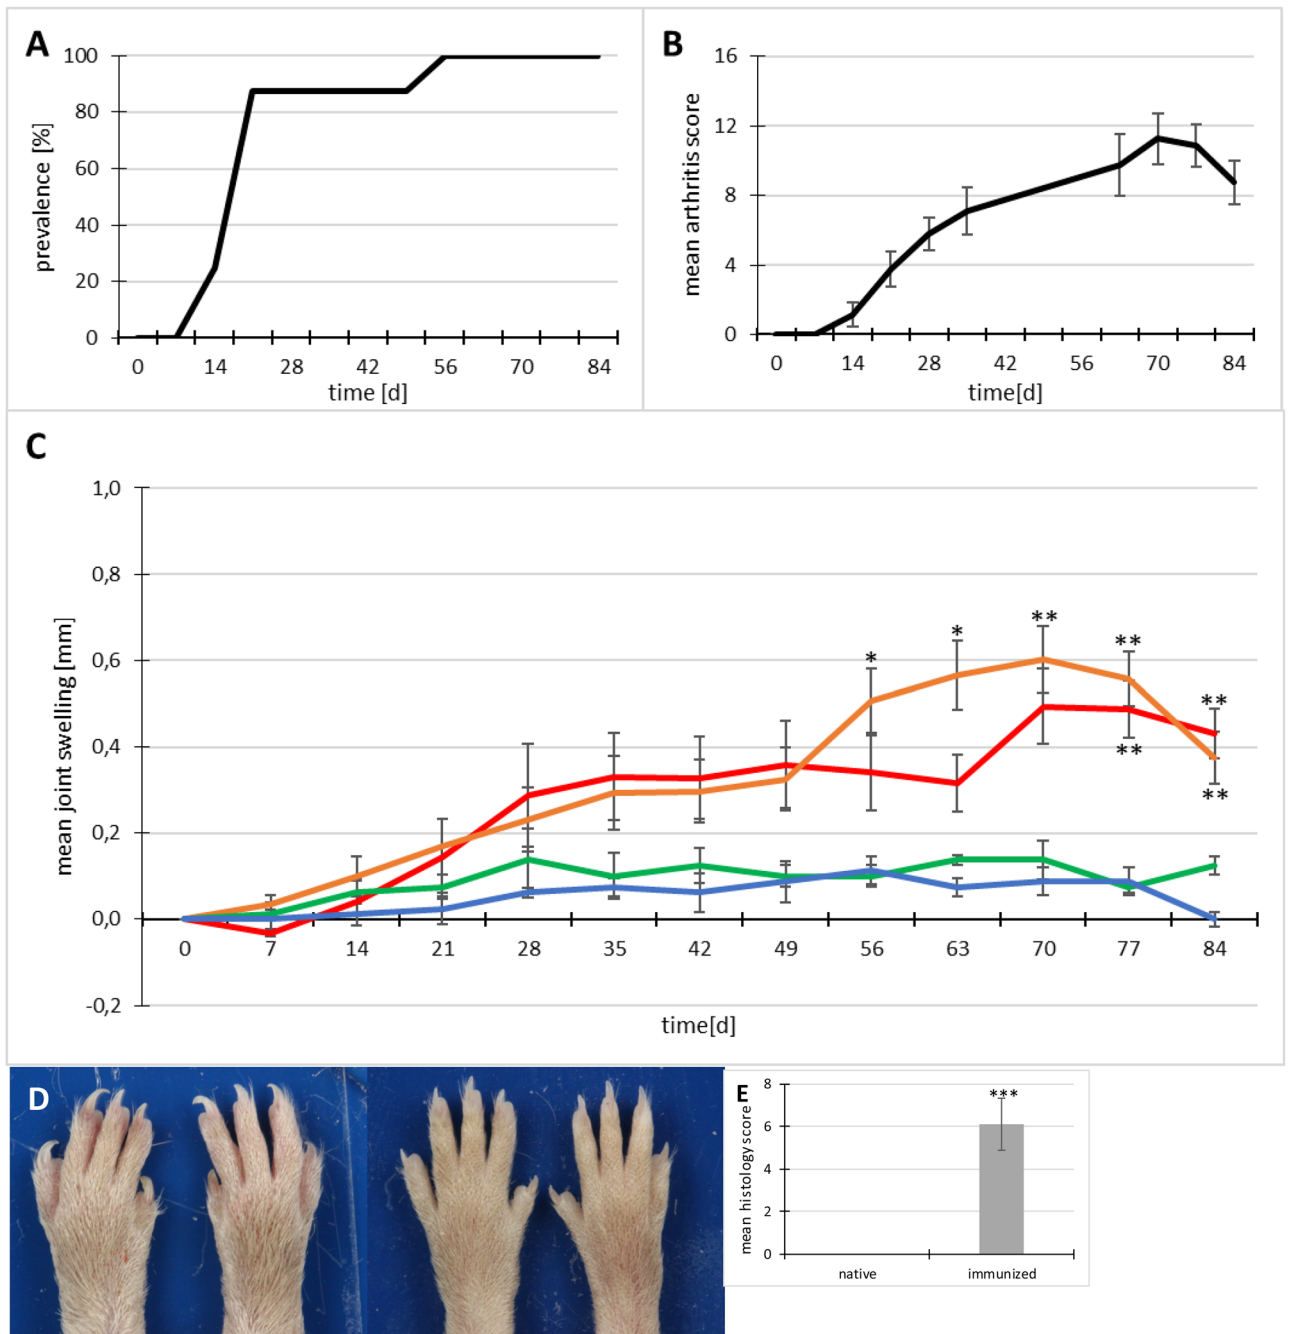 A
prevalence [%]
100
80
60
40
20
0
0 14 28 42 56 70 84
time [d]
B
mean arthritis score
16
12
8
4
0
0 14 28 42 56 70 84
time[d]
C
mean joint swelling [mm]
1,0
0,8
0,6
0,4
0,2
0,0
-0,2
* * ** ** **
** **
0 7 14 21 28 35 42 49 56 63 70 77 84
time[d]
D
E
mean histology score
8
6
4
2
0
***
native immunized